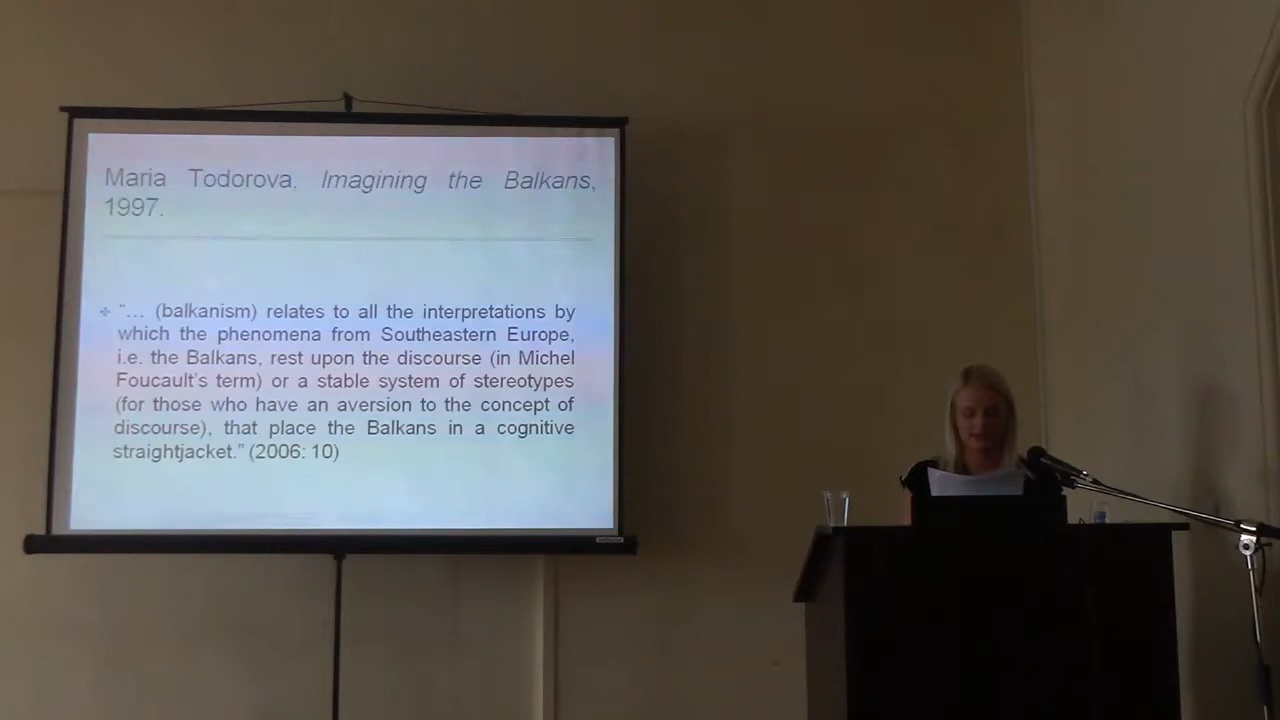 Maria Todorova, Imagining the Balkans,
1997.
“… (balkanism) relates to all the interpretations by
which the phenomena from Southeastern Europe,
i.e. the Balkans, rest upon the discourse (in Michel
Foucault’s term) or a stable system of stereotypes
(for those who have an aversion to the concept of
discourse), that place the Balkans in a cognitive
straightjacket.” (2006: 10)